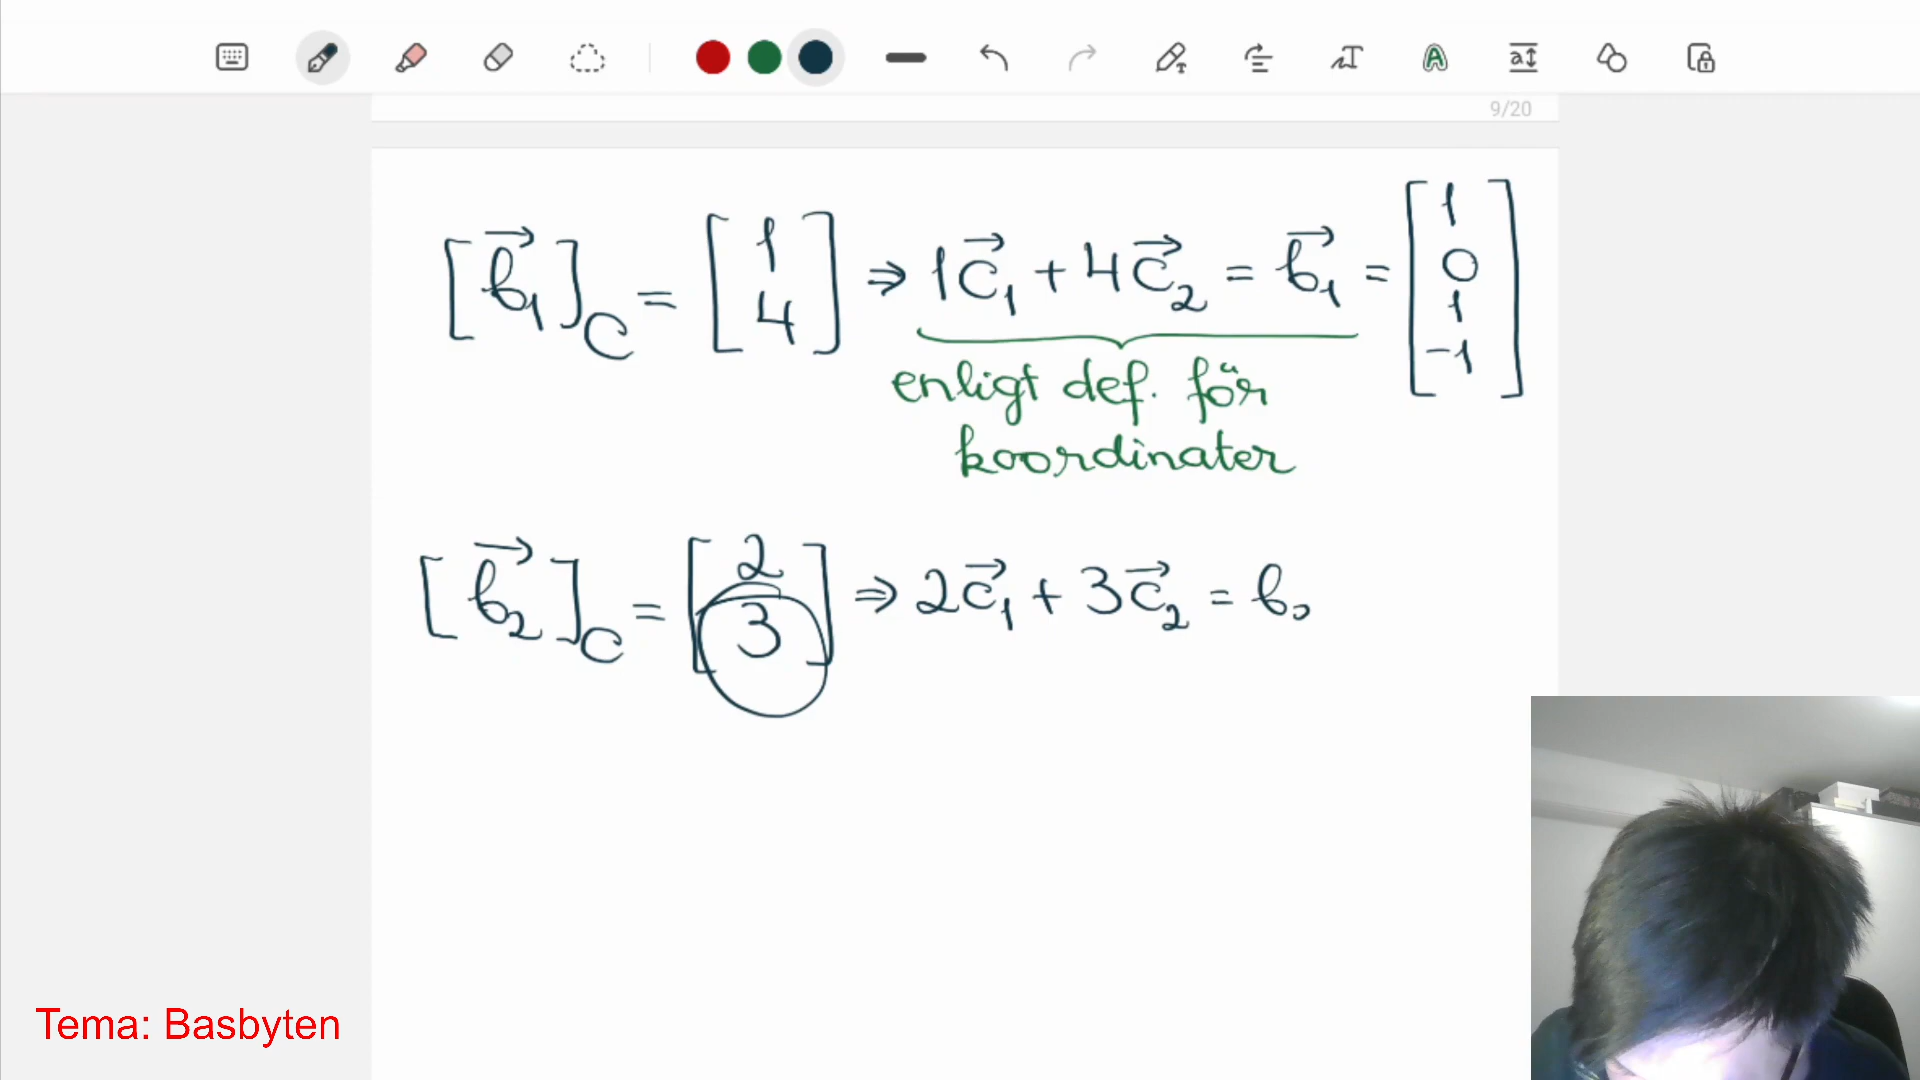 9/20
[b⃗₁]_C = [1 4] ⇒ 1c⃗₁ + 4c⃗₂ = b⃗₁ = [1 0 1 -1]
enligt def. för
koordinater
[b⃗₂]_C = [2 3] ⇒ 2c⃗₁ + 3c⃗₂ = b₂
Tema: Basbyten